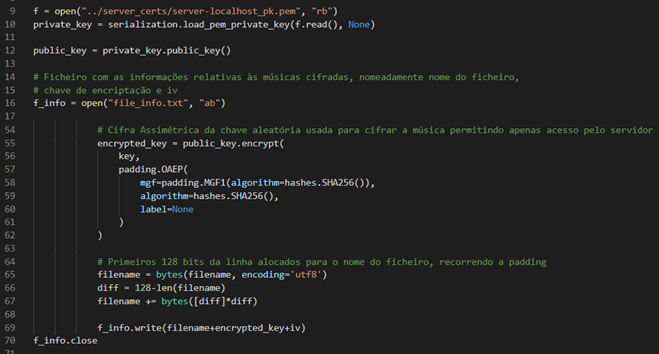 9 f = open("../server_certs/server-localhost_pk.pem", "rb")
10 private_key = serialization.load_pem_private_key(f.read(), None)
11
12 public_key = private_key.public_key()
13
14 # Ficheiro com as informações relativas às músicas cifradas, nomeadamente nome do ficheiro,
15 # chave de encriptação e iv
16 f_info = open("file_info.txt", "ab")
17
54 # Cifra Assimétrica da chave aleatória usada para cifrar a música permitindo apenas acesso pelo servidor
55 encrypted_key = public_key.encrypt(
56 key,
57 padding.OAEP(
58 mgf=padding.MGF1(algorithm=hashes.SHA256()),
59 algorithm=hashes.SHA256(),
60 label=None
61 )
62 )
63
64 # Primeiros 128 bits da linha alocados para o nome do ficheiro, recorrendo a padding
65 filename = bytes(filename, encoding='utf8')
66 diff = 128-len(filename)
67 filename += bytes([diff]*diff)
68
69 f_info.write(filename+encrypted_key+iv)
70 f_info.close